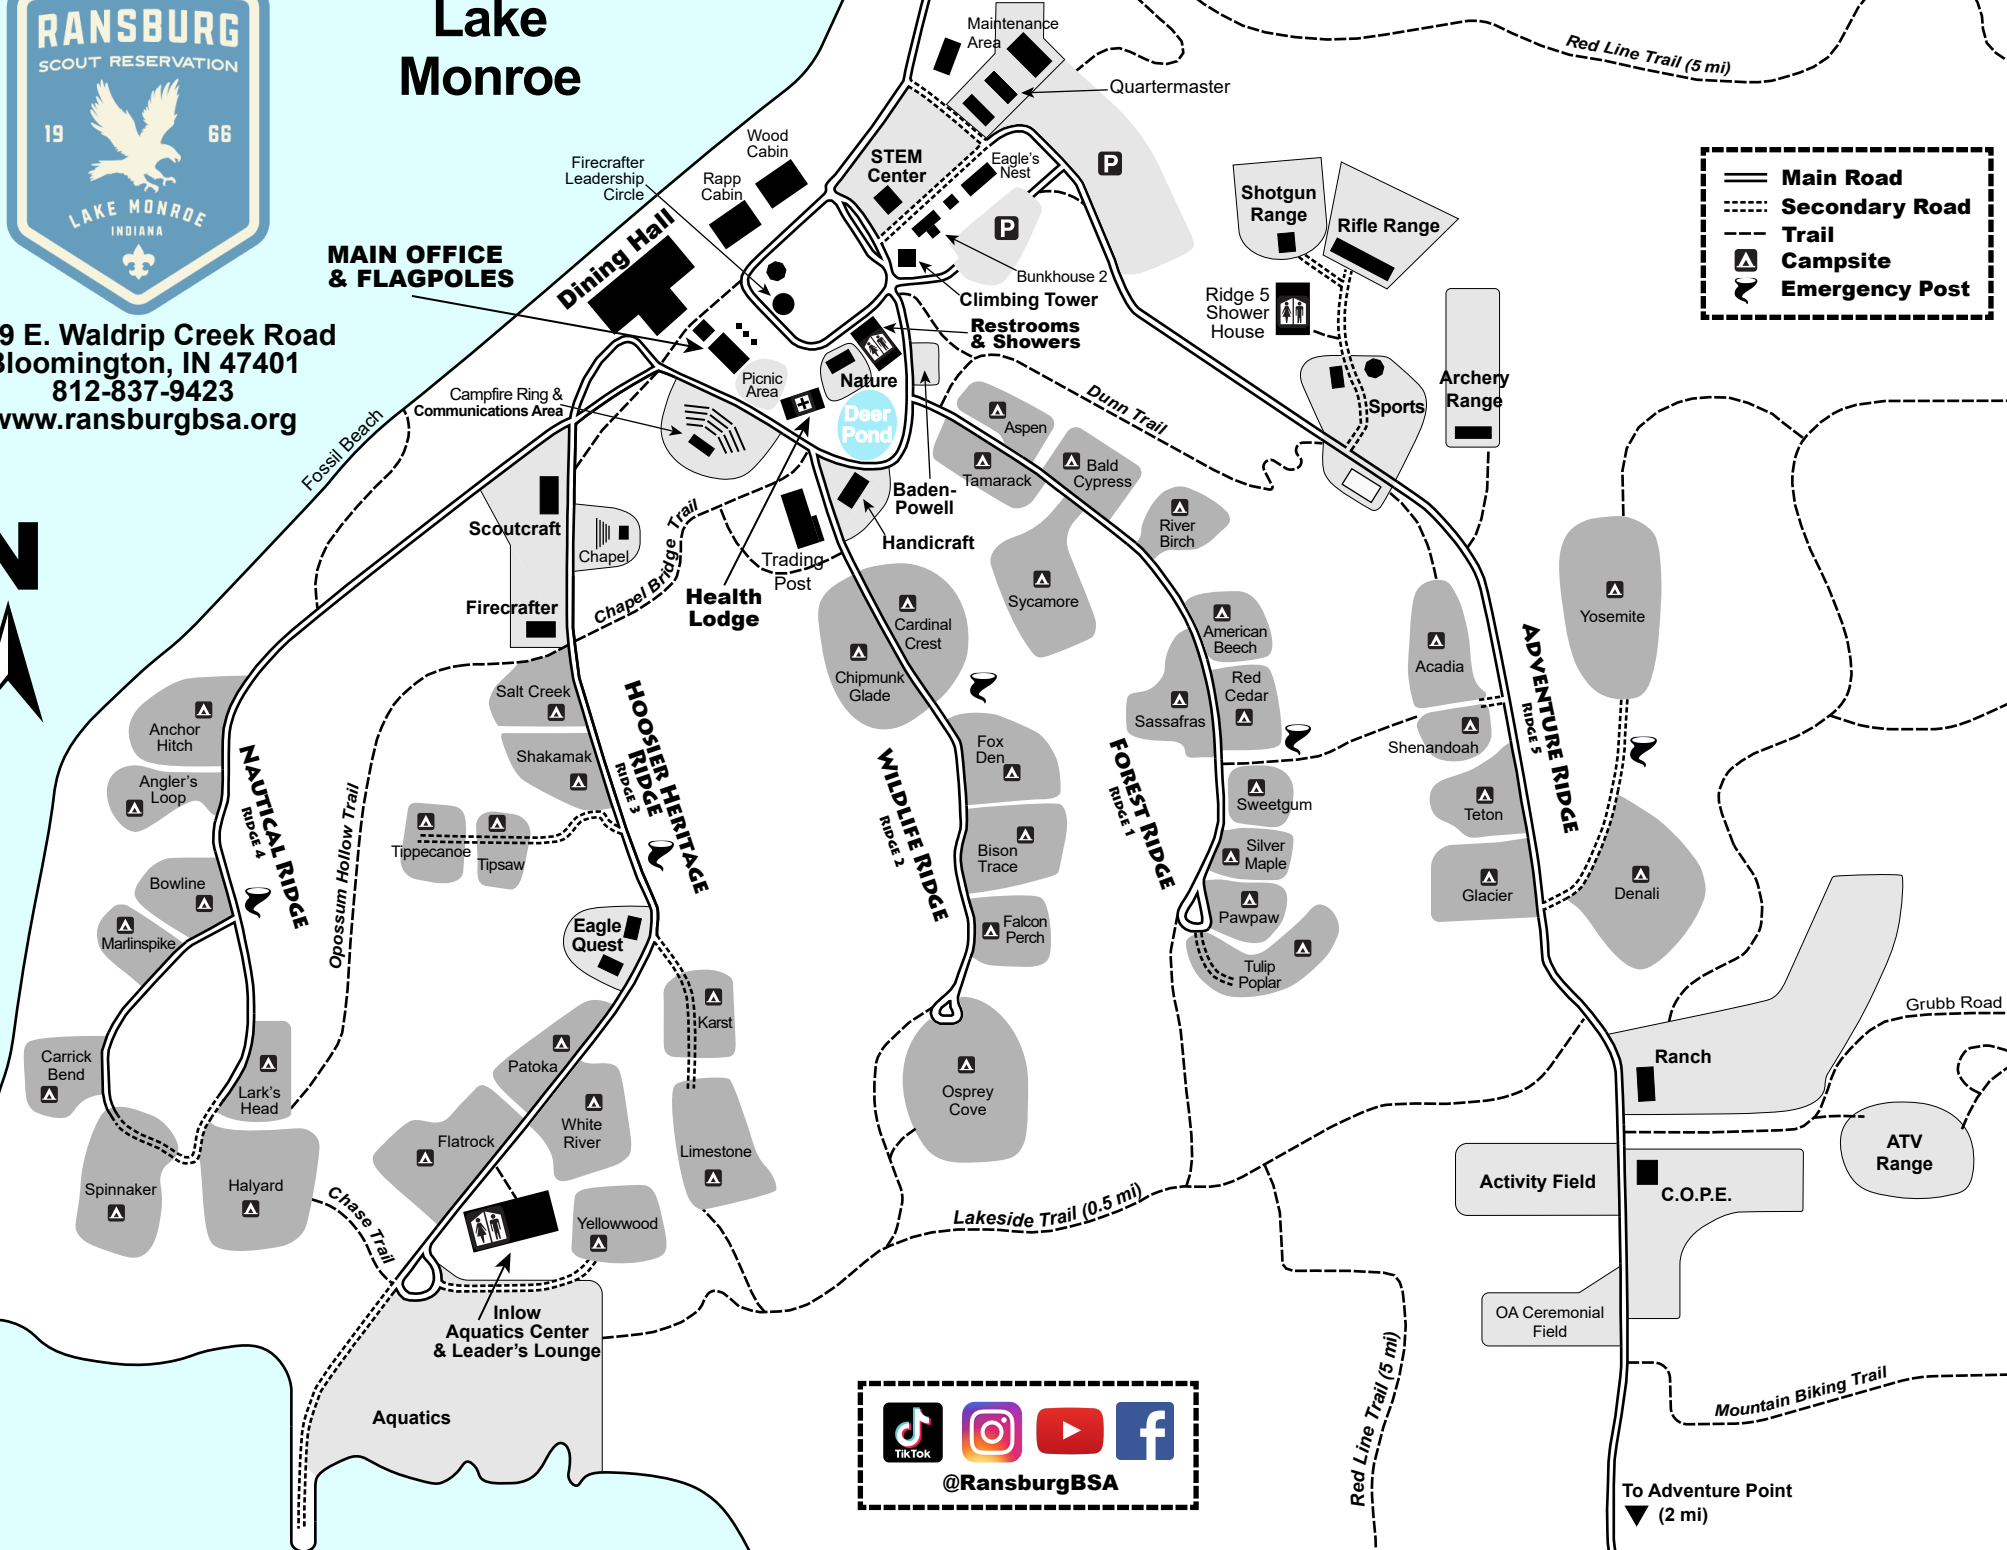 RANSBURG
SCOUT RESERVATION
19 66
LAKE MONROE
INDIANA
9 E. Waldrip Creek Road
Bloomington, IN 47401
812-837-9423
www.ransburgbsa.org
N
Lake
Monroe
Maintenance
Area
Quartermaster
Red Line Trail (5 mi)
Main Road
Secondary Road
Trail
Campsite
Emergency Post
Wood
Cabin
Firecrafter
Leadership
Circle
Rapp
Cabin
STEM
Center
Eagle's
Nest
P
P
Bunkhouse 2
Climbing Tower
Restrooms
& Showers
Dining Hall
MAIN OFFICE
& FLAGPOLES
Shotgun
Range
Rifle Range
Ridge 5
Shower
House
Archery
Range
Sports
Picnic
Area
Nature
Deer
Pond
Campfire Ring &
Communications Area
Fossil Beach
Dunn Trail
Baden-
Powell
Handicraft
Trading
Post
Health
Lodge
Chapel Bridge Trail
Scoutcraft
Chapel
Firecrafter
Aspen
Tamarack
Bald
Cypress
River
Birch
Sycamore
American
Beech
Red
Cedar
Sassafras
Sweetgum
Silver
Maple
Pawpaw
Tulip
Poplar
FOREST RIDGE
RIDGE 1
Cardinal
Crest
Chipmunk
Glade
Fox
Den
Bison
Trace
Falcon
Perch
Osprey
Cove
WILDLIFE RIDGE
RIDGE 2
Salt Creek
Shakamak
Tippecanoe
Tipsaw
Eagle
Quest
Karst
Patoka
White
River
Flatrock
Limestone
Yellowwood
HOOSIER HERITAGE
RIDGE
RIDGE 3
Anchor
Hitch
Angler's
Loop
Bowline
Marlinspike
Carrick
Bend
Lark's
Head
Spinnaker
Halyard
NAUTICAL RIDGE
RIDGE 4
Opossum Hollow Trail
Chase Trail
Yosemite
Acadia
Shenandoah
Teton
Glacier
Denali
ADVENTURE RIDGE
RIDGE 5
Grubb Road
Ranch
ATV
Range
Activity Field
C.O.P.E.
OA Ceremonial
Field
Mountain Biking Trail
To Adventure Point
(2 mi)
Lakeside Trail (0.5 mi)
Red Line Trail (5 mi)
Inlow
Aquatics Center
& Leader's Lounge
Aquatics
TikTok
@RansburgBSA